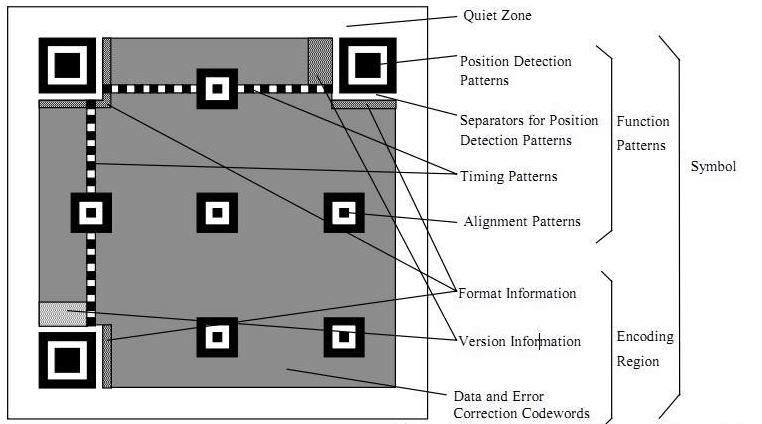 Quiet Zone
Position Detection
Patterns
Separators for Position
Detection Patterns
Function
Patterns
Symbol
Timing Patterns
Alignment Patterns
Format Information
Version Information
Encoding
Region
Data and Error
Correction Codewords